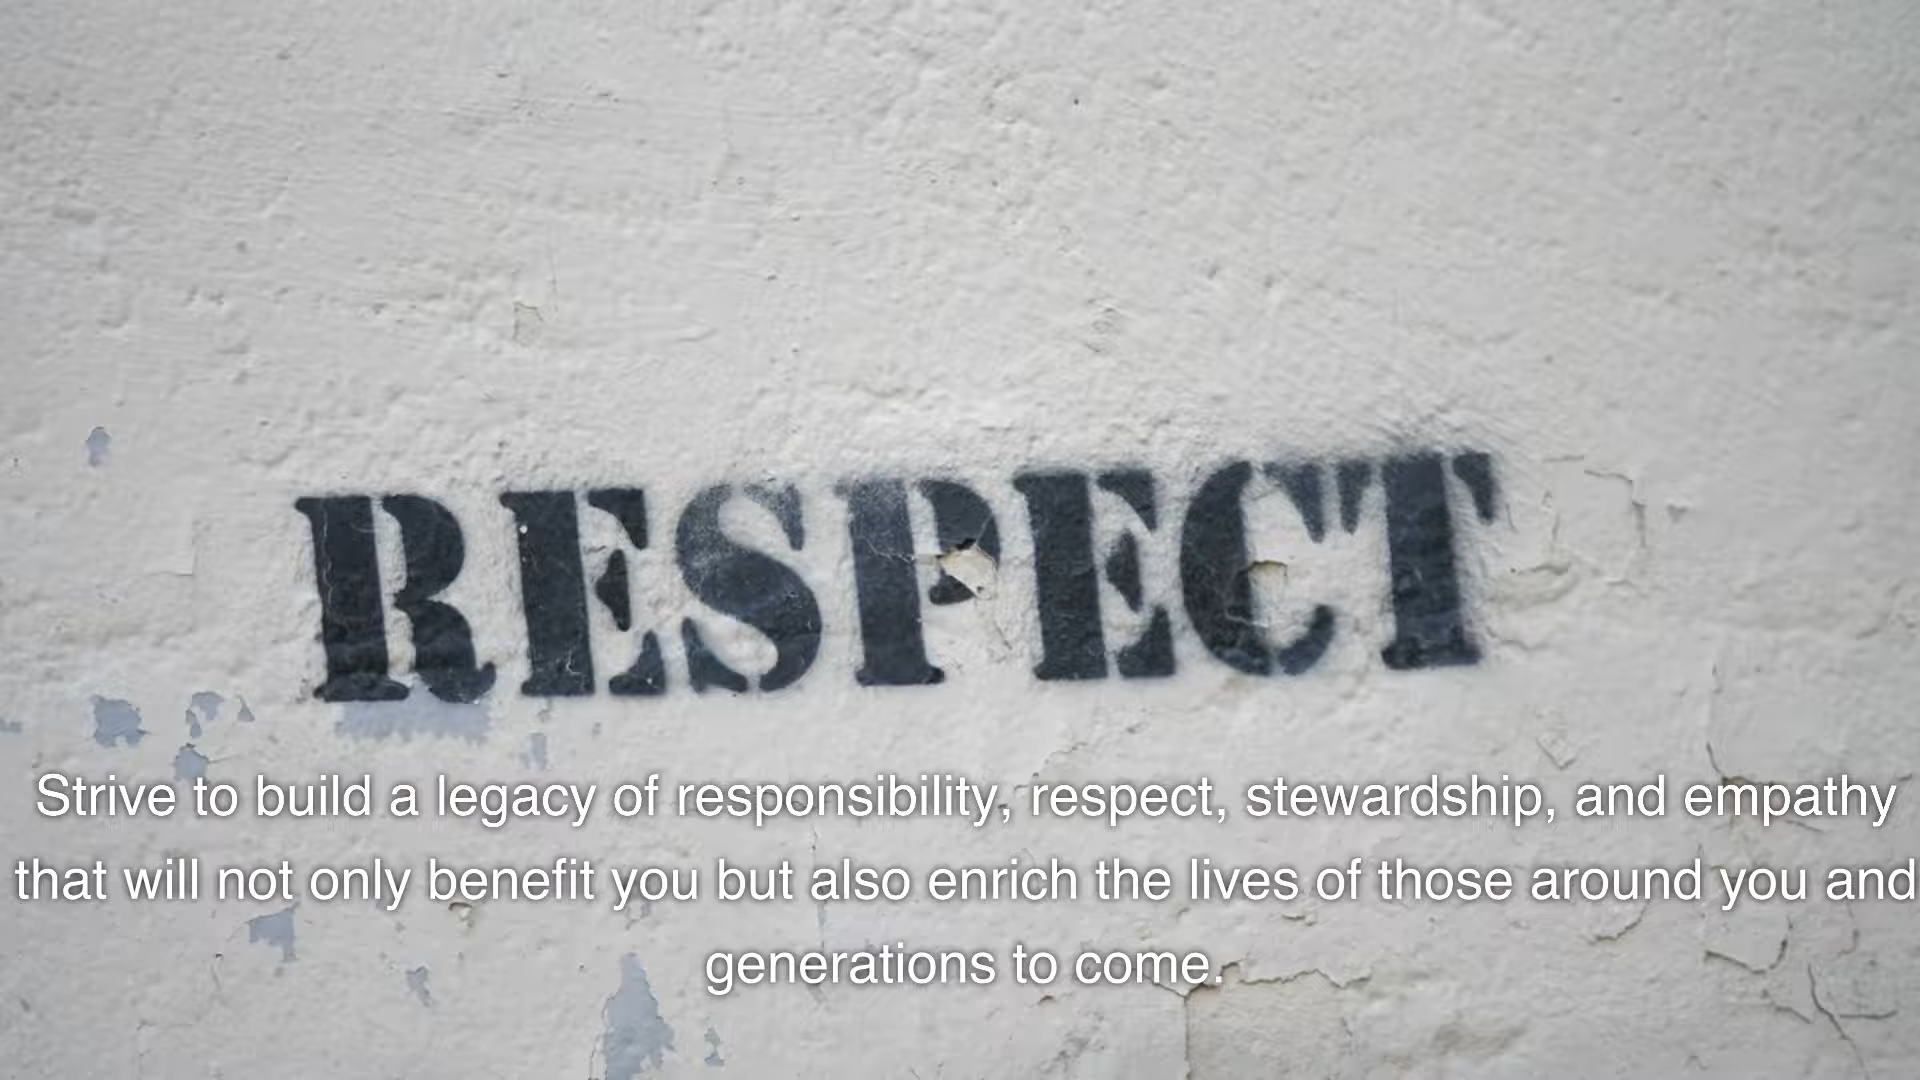 RESPECT
Strive to build a legacy of responsibility, respect, stewardship, and empathy
that will not only benefit you but also enrich the lives of those around you and
generations to come.